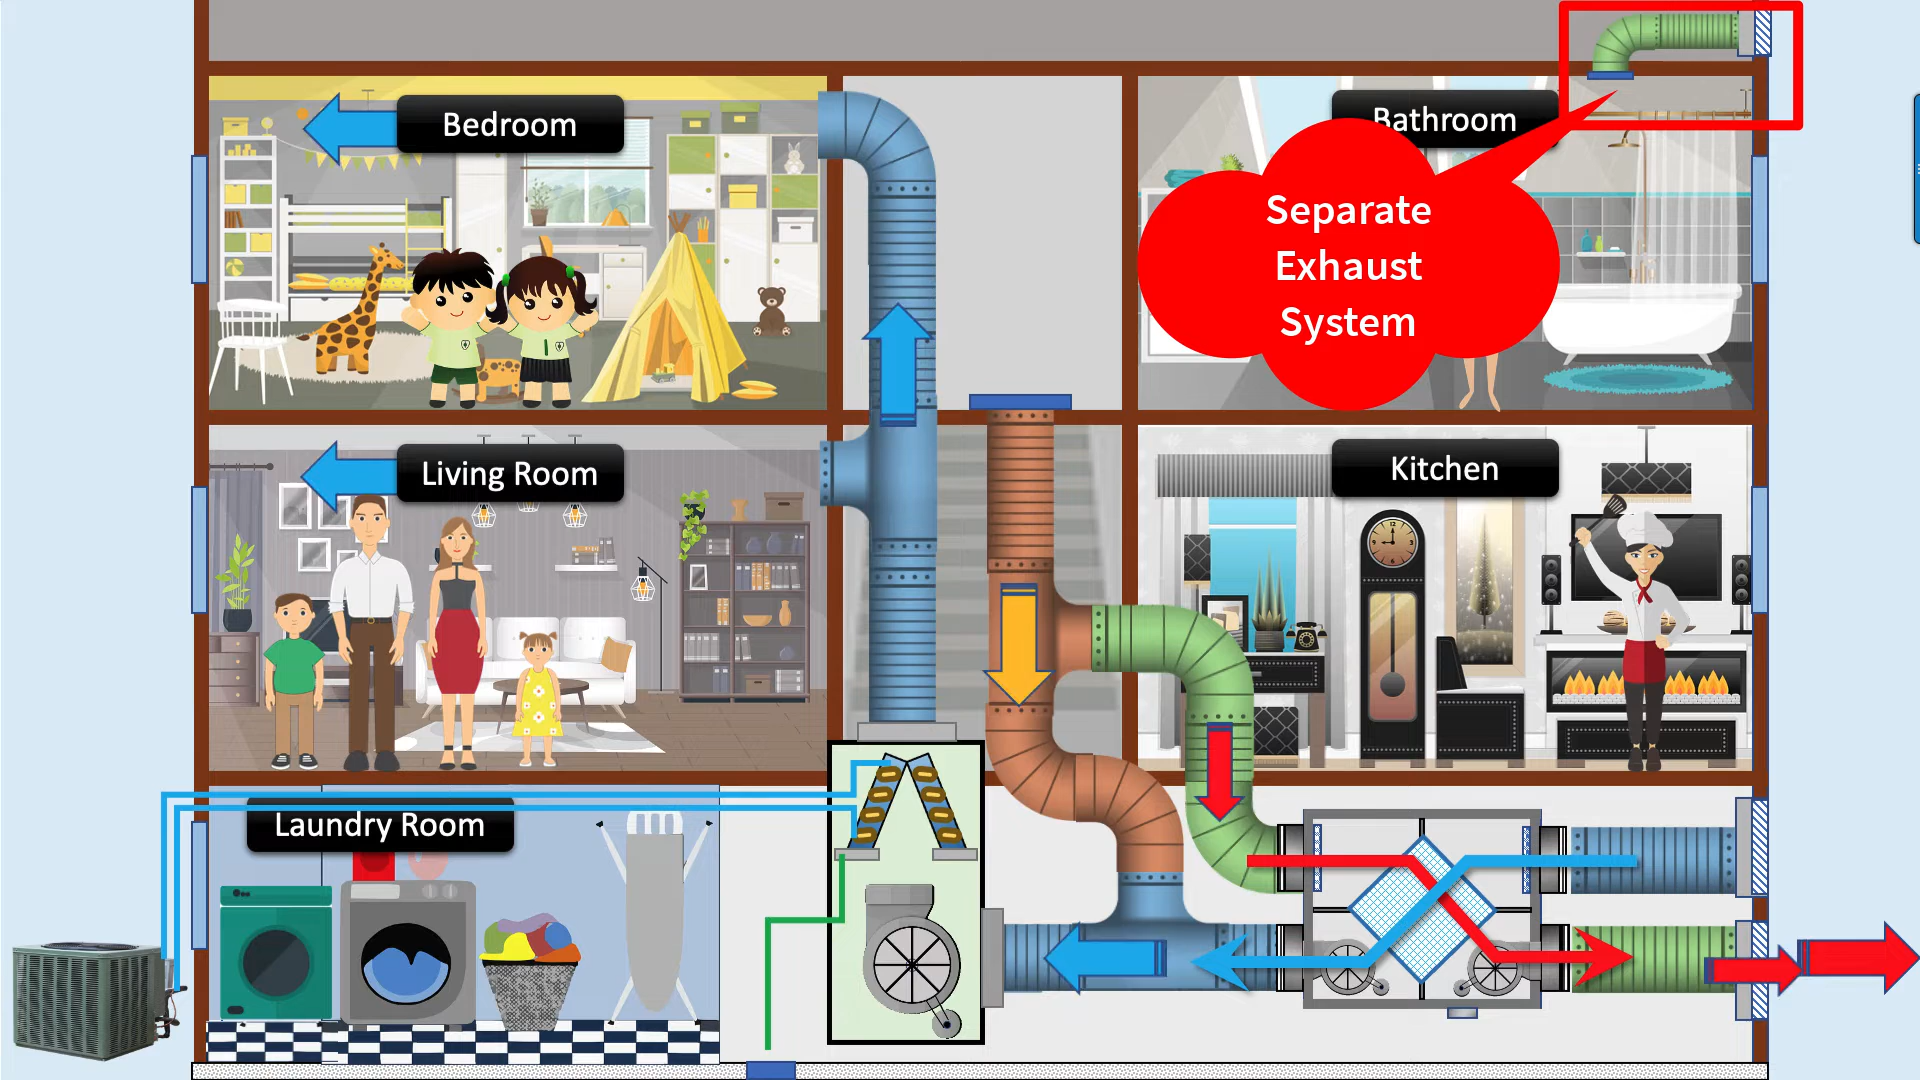 Bedroom
Bathroom
Separate
Exhaust
System
Living Room
Kitchen
Laundry Room